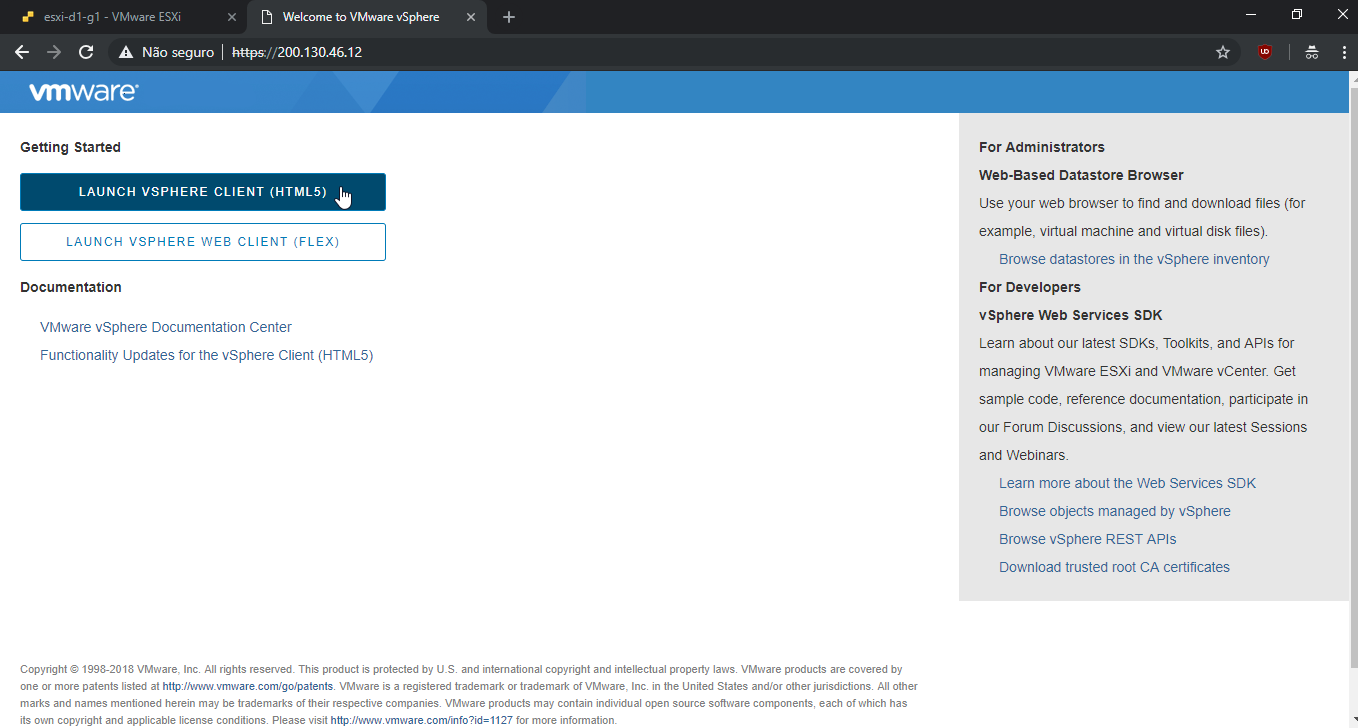 esxi-d1-g1 - VMware ESXi
Welcome to VMware vSphere
Não seguro
https://200.130.46.12
UD
vmware®
Getting Started
LAUNCH VSPHERE CLIENT (HTML5)
LAUNCH VSPHERE WEB CLIENT (FLEX)
Documentation
VMware vSphere Documentation Center
Functionality Updates for the vSphere Client (HTML5)
For Administrators
Web-Based Datastore Browser
Use your web browser to find and download files (for
example, virtual machine and virtual disk files).
Browse datastores in the vSphere inventory
For Developers
vSphere Web Services SDK
Learn about our latest SDKs, Toolkits, and APIs for
managing VMware ESXi and VMware vCenter. Get
sample code, reference documentation, participate in
our Forum Discussions, and view our latest Sessions
and Webinars.
Learn more about the Web Services SDK
Browse objects managed by vSphere
Browse vSphere REST APIs
Download trusted root CA certificates
Copyright © 1998-2018 VMware, Inc. All rights reserved. This product is protected by U.S. and international copyright and intellectual property laws. VMware products are covered by
one or more patents listed at http://www.vmware.com/go/patents. VMware is a registered trademark or trademark of VMware, Inc. in the United States and/or other jurisdictions. All other
marks and names mentioned herein may be trademarks of their respective companies. VMware products may contain individual open source software components, each of which has
its own copyright and applicable license conditions. Please visit http://www.vmware.com/info?id=1127 for more information.